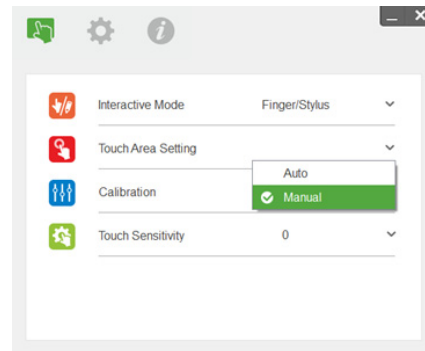 Interactive Mode Finger/Stylus
Touch Area Setting
Auto
Calibration
Manual
Touch Sensitivity 0